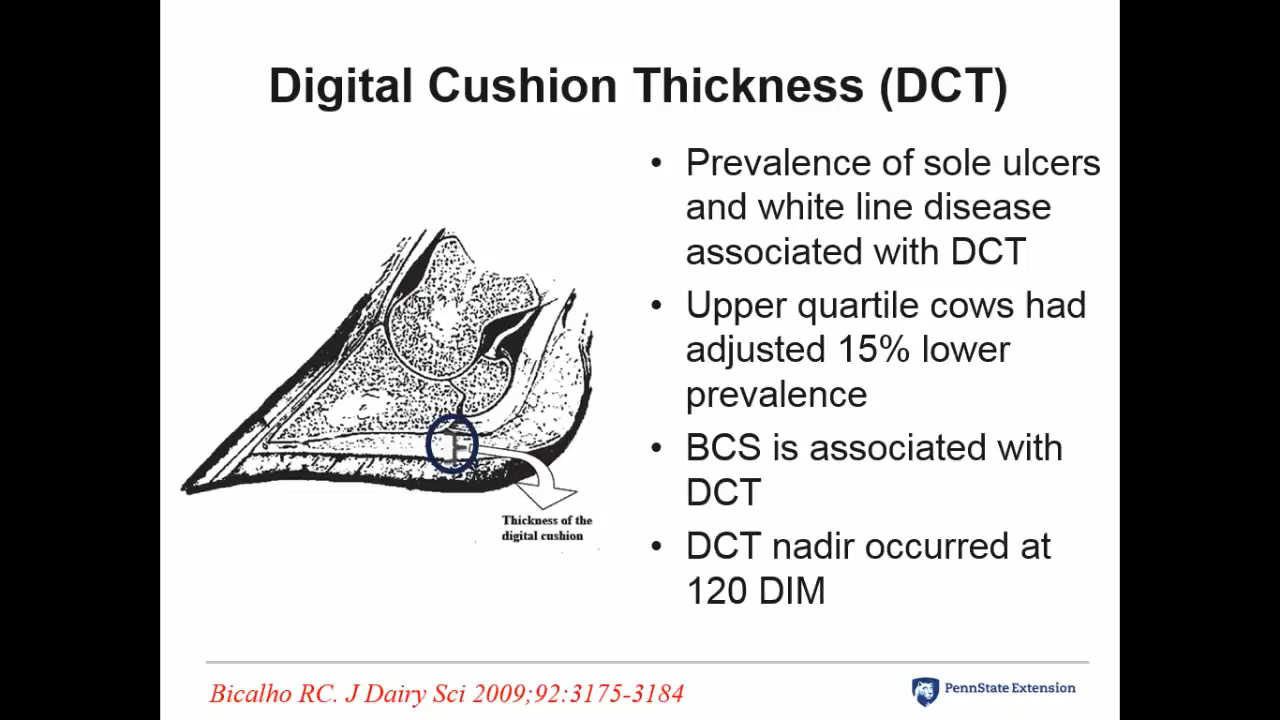 Digital Cushion Thickness (DCT)
• Prevalence of sole ulcers
and white line disease
associated with DCT
• Upper quartile cows had
adjusted 15% lower
prevalence
• BCS is associated with
DCT
• DCT nadir occurred at
120 DIM
Thickness of the
digital cushion
Bicalho RC. J Dairy Sci 2009;92:3175-3184
PennState Extension